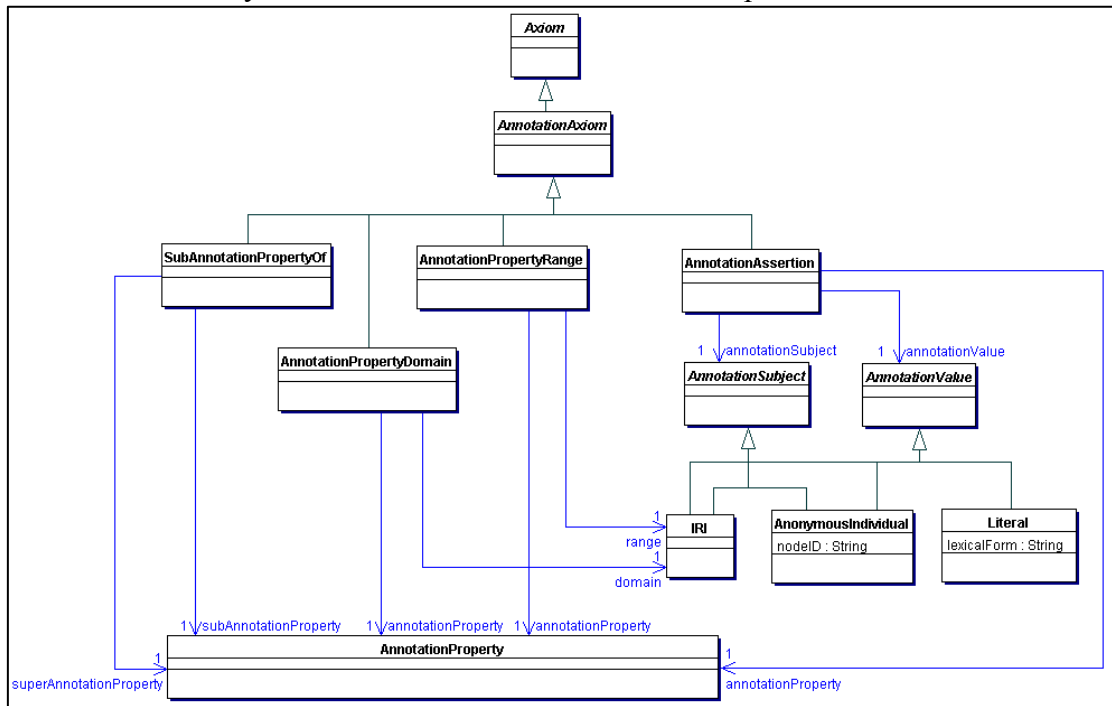 Axiom
AnnotationAxiom
SubAnnotationPropertyOf
AnnotationPropertyRange
AnnotationAssertion
AnnotationPropertyDomain
1 annotationSubject
1 annotationValue
AnnotationSubject
AnnotationValue
1
range
1
domain
IRI
AnonymousIndividual
nodeID : String
Literal
lexicalForm : String
1 subAnnotationProperty
1 annotationProperty
1 annotationProperty
AnnotationProperty
1
superAnnotationProperty
1
annotationProperty